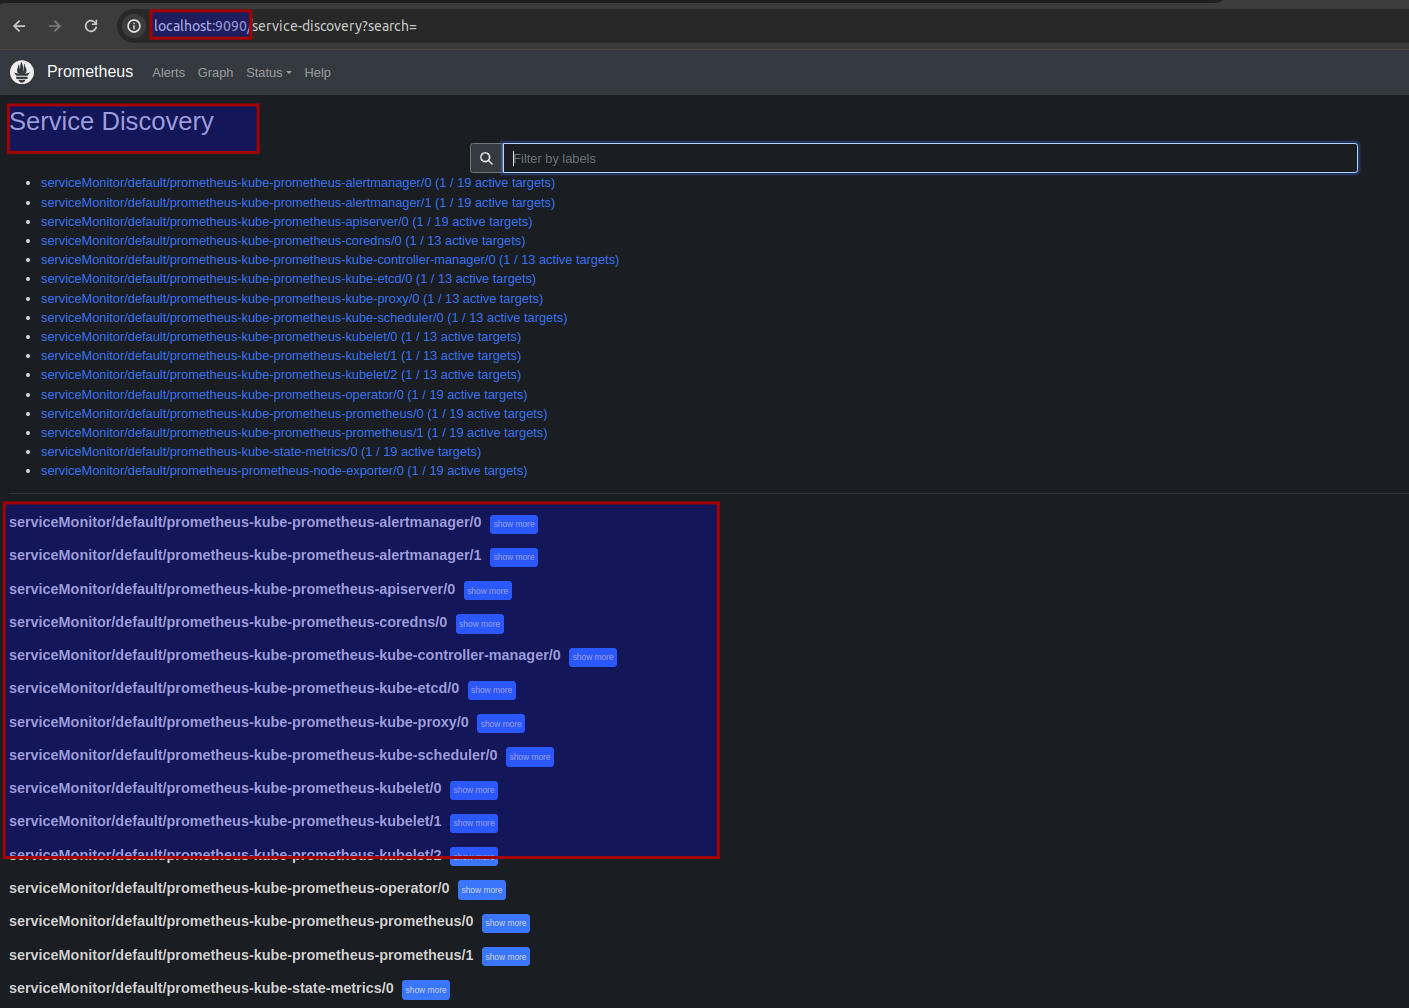 localhost:9090/service-discovery?search=
Prometheus Alerts Graph Status Help
Service Discovery
Filter by labels
serviceMonitor/default/prometheus-kube-prometheus-alertmanager/0 (1 / 19 active targets)
serviceMonitor/default/prometheus-kube-prometheus-alertmanager/1 (1 / 19 active targets)
serviceMonitor/default/prometheus-kube-prometheus-apiserver/0 (1 / 19 active targets)
serviceMonitor/default/prometheus-kube-prometheus-coredns/0 (1 / 13 active targets)
serviceMonitor/default/prometheus-kube-prometheus-kube-controller-manager/0 (1 / 13 active targets)
serviceMonitor/default/prometheus-kube-prometheus-kube-etcd/0 (1 / 13 active targets)
serviceMonitor/default/prometheus-kube-prometheus-kube-proxy/0 (1 / 13 active targets)
serviceMonitor/default/prometheus-kube-prometheus-kube-scheduler/0 (1 / 13 active targets)
serviceMonitor/default/prometheus-kube-prometheus-kubelet/0 (1 / 13 active targets)
serviceMonitor/default/prometheus-kube-prometheus-kubelet/1 (1 / 13 active targets)
serviceMonitor/default/prometheus-kube-prometheus-kubelet/2 (1 / 13 active targets)
serviceMonitor/default/prometheus-kube-prometheus-operator/0 (1 / 19 active targets)
serviceMonitor/default/prometheus-kube-prometheus-prometheus/0 (1 / 19 active targets)
serviceMonitor/default/prometheus-kube-prometheus-prometheus/1 (1 / 19 active targets)
serviceMonitor/default/prometheus-kube-state-metrics/0 (1 / 19 active targets)
serviceMonitor/default/prometheus-prometheus-node-exporter/0 (1 / 19 active targets)
serviceMonitor/default/prometheus-kube-prometheus-alertmanager/0 show more
serviceMonitor/default/prometheus-kube-prometheus-alertmanager/1 show more
serviceMonitor/default/prometheus-kube-prometheus-apiserver/0 show more
serviceMonitor/default/prometheus-kube-prometheus-coredns/0 show more
serviceMonitor/default/prometheus-kube-prometheus-kube-controller-manager/0 show more
serviceMonitor/default/prometheus-kube-prometheus-kube-etcd/0 show more
serviceMonitor/default/prometheus-kube-prometheus-kube-proxy/0 show more
serviceMonitor/default/prometheus-kube-prometheus-kube-scheduler/0 show more
serviceMonitor/default/prometheus-kube-prometheus-kubelet/0 show more
serviceMonitor/default/prometheus-kube-prometheus-kubelet/1 show more
serviceMonitor/default/prometheus-kube-prometheus-kubelet/2 show more
serviceMonitor/default/prometheus-kube-prometheus-operator/0 show more
serviceMonitor/default/prometheus-kube-prometheus-prometheus/0 show more
serviceMonitor/default/prometheus-kube-prometheus-prometheus/1 show more
serviceMonitor/default/prometheus-kube-state-metrics/0 show more